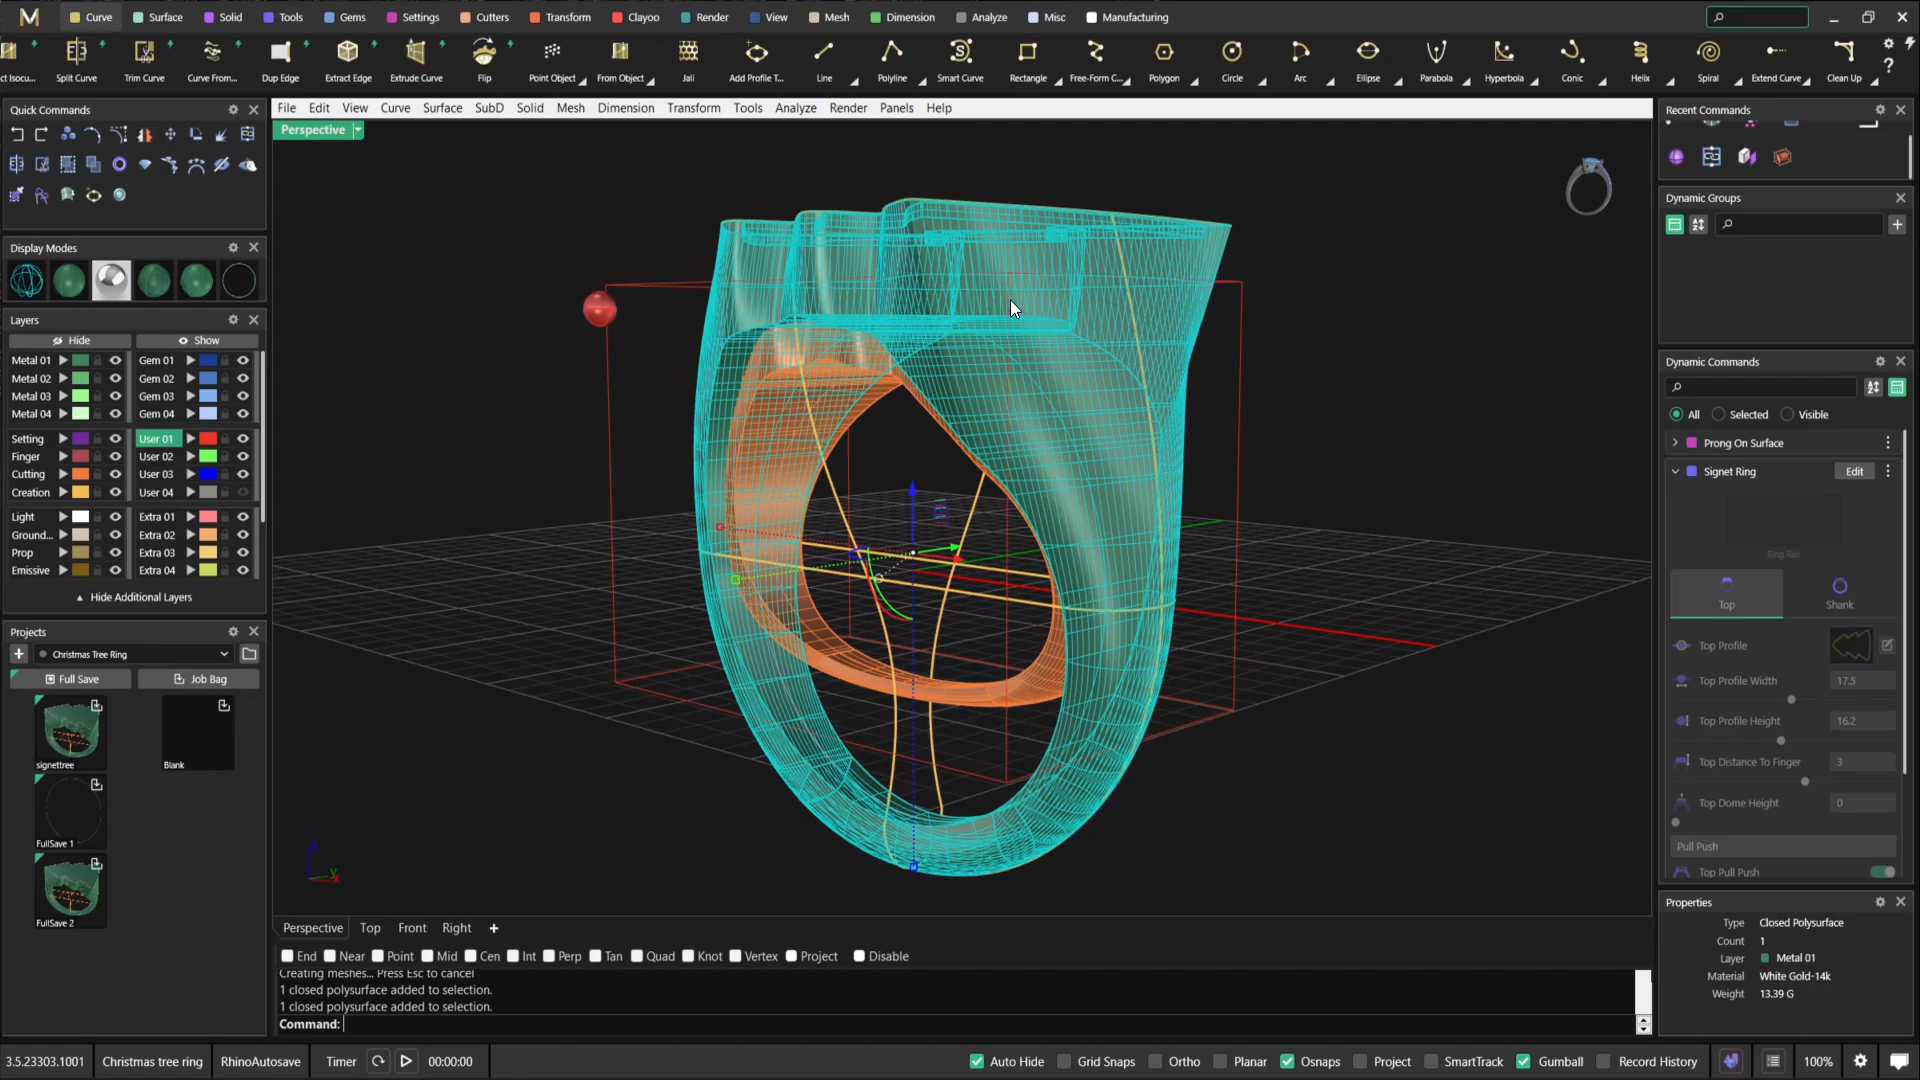 Curve Surface Solid Tools Gems Settings Cutters Transform Clayoo Render View Mesh Dimension Analyze Misc Manufacturing
ct Isocu... Split Curve Trim Curve Curve From... Dup Edge Extract Edge Extrude Curve Flip Point Object From Object Jali Add Profile T... Line Polyline Smart Curve Rectangle Free-Form C... Polygon Circle Arc Ellipse Parabola Hyperbola Conic Helix Spiral Extend Curve Clean Up
Quick Commands
File Edit View Curve Surface SubD Solid Mesh Dimension Transform Tools Analyze Render Panels Help
Perspective
Display Modes
Layers
Hide Show
Metal 01 Gem 01
Metal 02 Gem 02
Metal 03 Gem 03
Metal 04 Gem 04
Setting User 01
Finger User 02
Cutting User 03
Creation User 04
Light Extra 01
Ground... Extra 02
Prop Extra 03
Emissive Extra 04
Hide Additional Layers
Projects
Christmas Tree Ring
Full Save Job Bag
signettree Blank
FullSave 1
FullSave 2
z
y
x
Perspective Top Front Right +
End Near Point Mid Cen Int Perp Tan Quad Knot Vertex Project Disable
Creating meshes... Press Esc to cancel
1 closed polysurface added to selection.
1 closed polysurface added to selection.
Command:
Recent Commands
Dynamic Groups
Dynamic Commands
All Selected Visible
Prong On Surface
Signet Ring Edit
Ring Rail
Top Shank
Top Profile
Top Profile Width 17.5
Top Profile Height 16.2
Top Distance To Finger 3
Top Dome Height 0
Pull Push
Top Pull Push
Properties
Type Closed Polysurface
Count 1
Layer Metal 01
Material White Gold-14k
Weight 13.39 G
3.5.23303.1001 Christmas tree ring RhinoAutosave Timer 00:00:00 Auto Hide Grid Snaps Ortho Planar Osnaps Project SmartTrack Gumball Record History 100%